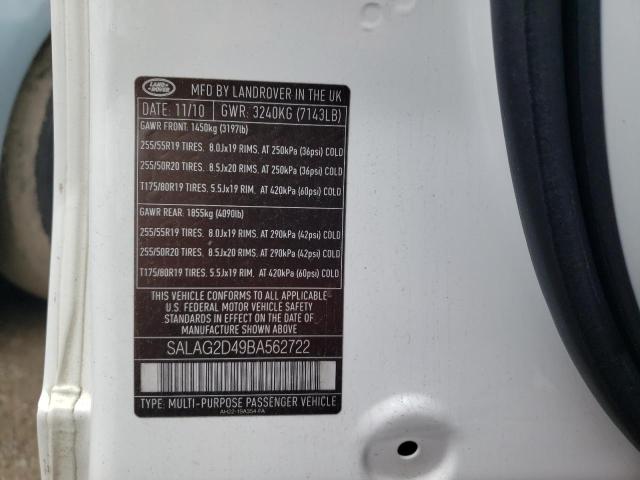 LAND ROVER
MFD BY LANDROVER IN THE UK
DATE: 11/10 GWR: 3240KG (7143LB)
GAWR FRONT: 1450kg (3197lb)
255/55R19 TIRES. 8.0Jx19 RIMS. AT 250kPa (36psi) COLD
255/50R20 TIRES. 8.5Jx20 RIMS. AT 250kPa (36psi) COLD
T175/80R19 TIRES. 5.5Jx19 RIM, AT 420kPa (60psi) COLD
GAWR REAR: 1855kg (4090lb)
255/55R19 TIRES. 8.0Jx19 RIMS. AT 290kPa (42psi) COLD
255/50R20 TIRES. 8.5Jx20 RIMS. AT 290kPa (42psi) COLD
T175/80R19 TIRES. 5.5Jx19 RIM, AT 420kPa (60psi) COLD
THIS VEHICLE CONFORMS TO ALL APPLICABLE
U.S. FEDERAL MOTOR VEHICLE SAFETY
STANDARDS IN EFFECT ON THE DATE OF
MANUFACTURE SHOWN ABOVE
SALAG2D49BA562722
TYPE: MULTI-PURPOSE PASSENGER VEHICLE
AH22-19A354-FA